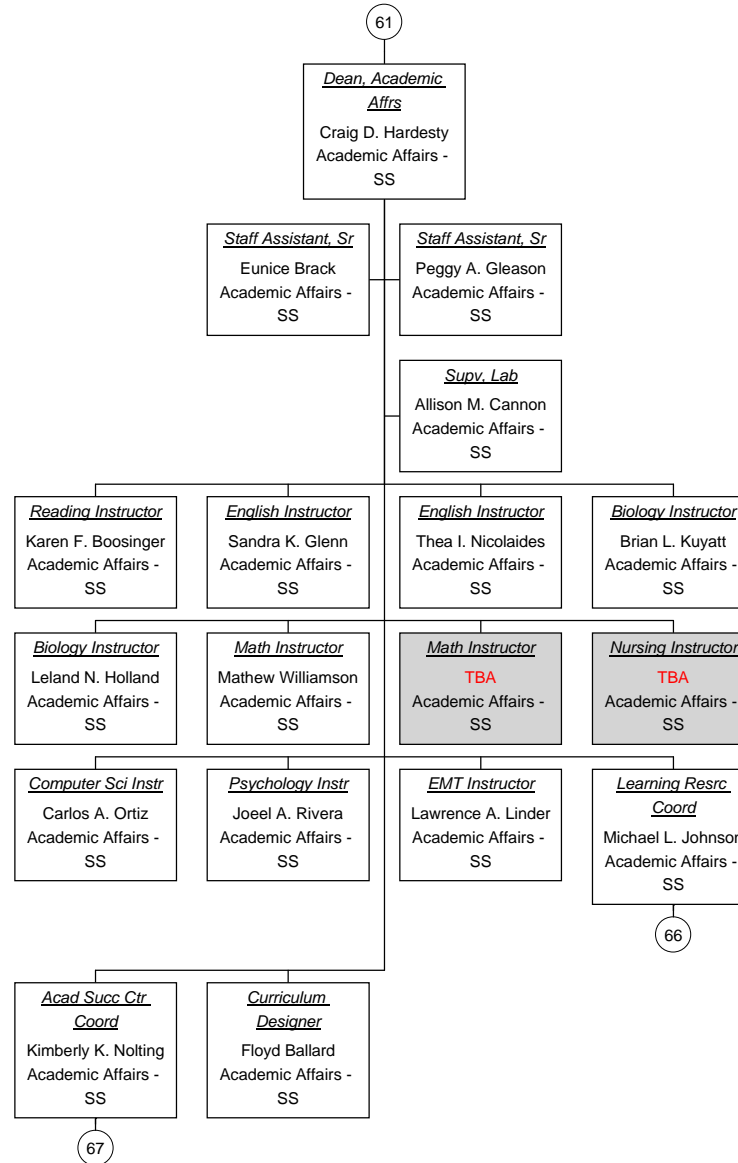 61
Dean, Academic
Affrs
Craig D. Hardesty
Academic Affairs -
SS
Staff Assistant, Sr
Eunice Brack
Academic Affairs -
SS
Staff Assistant, Sr
Peggy A. Gleason
Academic Affairs -
SS
Supv, Lab
Allison M. Cannon
Academic Affairs -
SS
Reading Instructor
Karen F. Boosinger
Academic Affairs -
SS
English Instructor
Sandra K. Glenn
Academic Affairs -
SS
English Instructor
Thea I. Nicolaides
Academic Affairs -
SS
Biology Instructor
Brian L. Kuyatt
Academic Affairs -
SS
Biology Instructor
Leland N. Holland
Academic Affairs -
SS
Math Instructor
Mathew Williamson
Academic Affairs -
SS
Math Instructor
TBA
Academic Affairs -
SS
Nursing Instructor
TBA
Academic Affairs -
SS
Computer Sci Instr
Carlos A. Ortiz
Academic Affairs -
SS
Psychology Instr
Joeel A. Rivera
Academic Affairs -
SS
EMT Instructor
Lawrence A. Linder
Academic Affairs -
SS
Learning Resrc
Coord
Michael L. Johnson
Academic Affairs -
SS
66
Acad Succ Ctr
Coord
Kimberly K. Nolting
Academic Affairs -
SS
Curriculum
Designer
Floyd Ballard
Academic Affairs -
SS
67